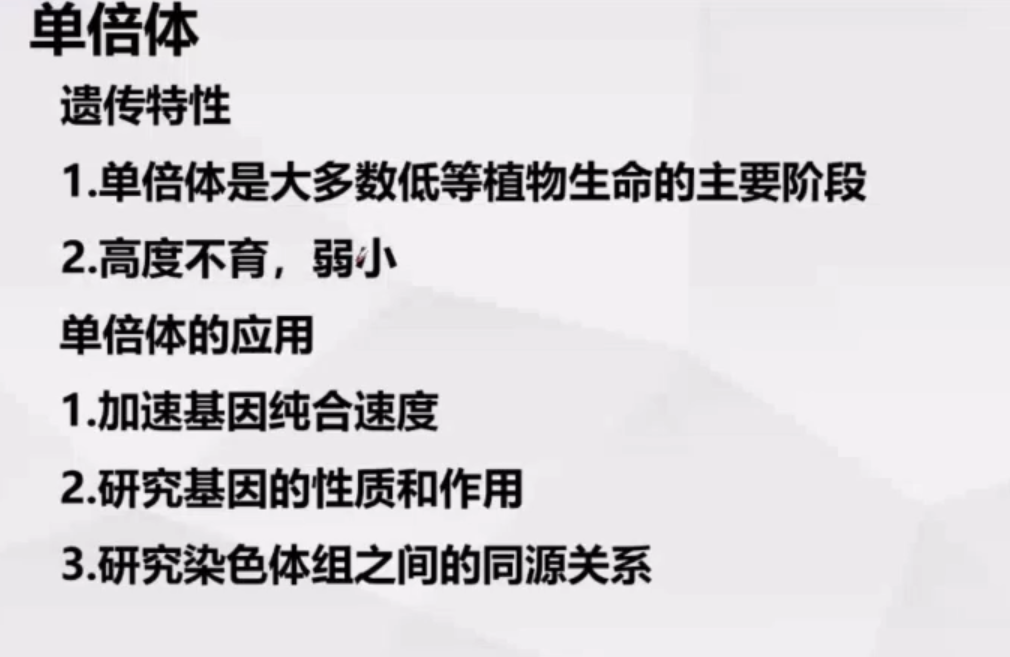 单倍体
遗传特性
1.单倍体是大多数低等植物生命的主要阶段
2.高度不育，弱小
单倍体的应用
1.加速基因纯合速度
2.研究基因的性质和作用
3.研究染色体组之间的同源关系